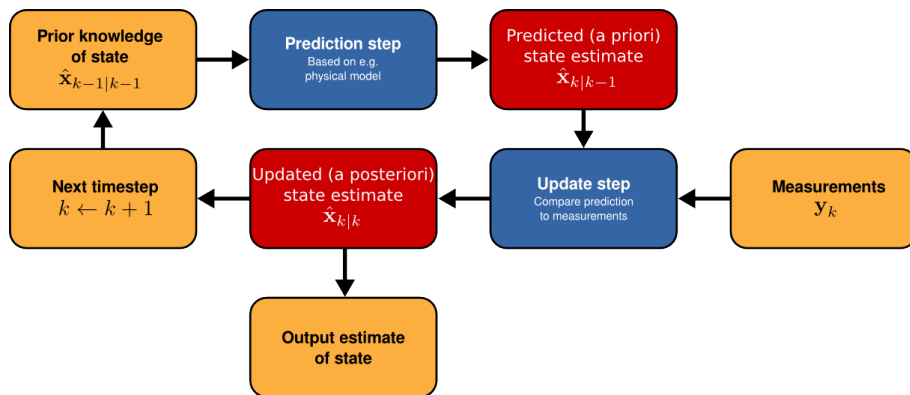 Prior knowledge
of state
x̂ₖ₋₁|ₖ₋₁
Prediction step
Based on e.g.
physical model
Predicted (a priori)
state estimate
x̂ₖ|ₖ₋₁
Next timestep
k ← k + 1
Updated (a posteriori)
state estimate
x̂ₖ|ₖ
Update step
Compare prediction
to measurements
Measurements
yₖ
Output estimate
of state